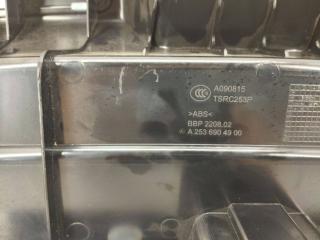 A090815
TSRC253P
>ABS<
BBP 2208.02
A 253 690 49 00